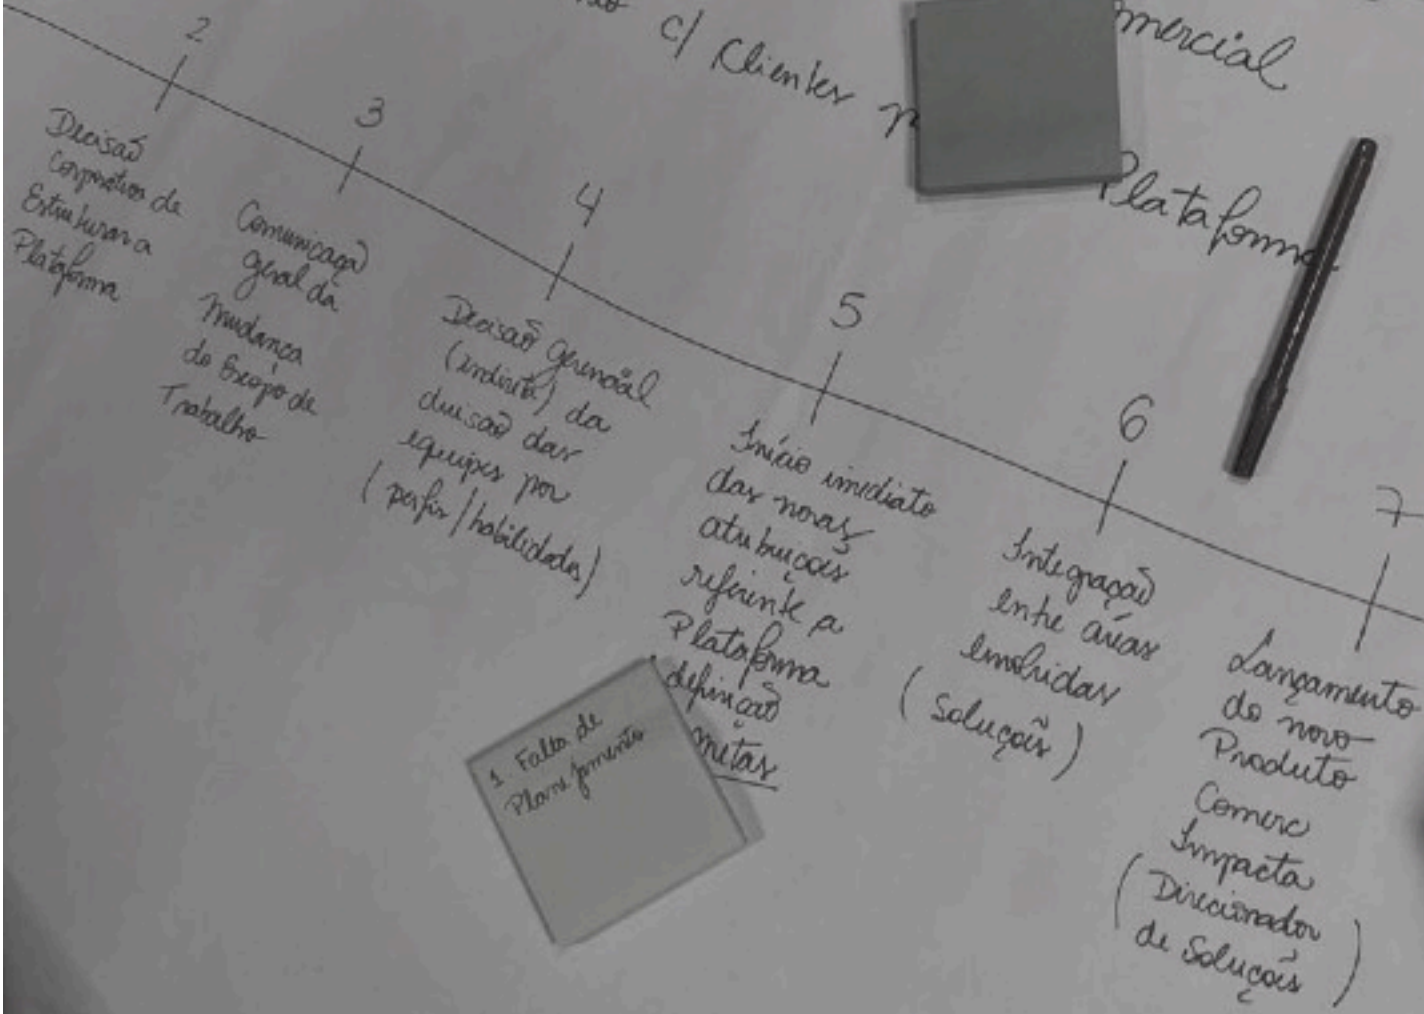 c/ Clientes
mercial
Plataforma
2
Decisão
Corporativa de
Estruturar a
Plataforma
3
Comunicação
geral da
Mudança
do Escopo de
Trabalho
4
Decisão gerencial
(indireta) da
divisão das
equipes por
(perfis/habilidades)
5
Início imediato
das novas
atribuições
referente a
Plataforma
definição
metas
6
Integração
entre áreas
envolvidas
(Soluções)
7
Lançamento
do novo
Produto
Comerc
Impacta
(Direcionador
de Soluções)
1 Falta de
Planejamento